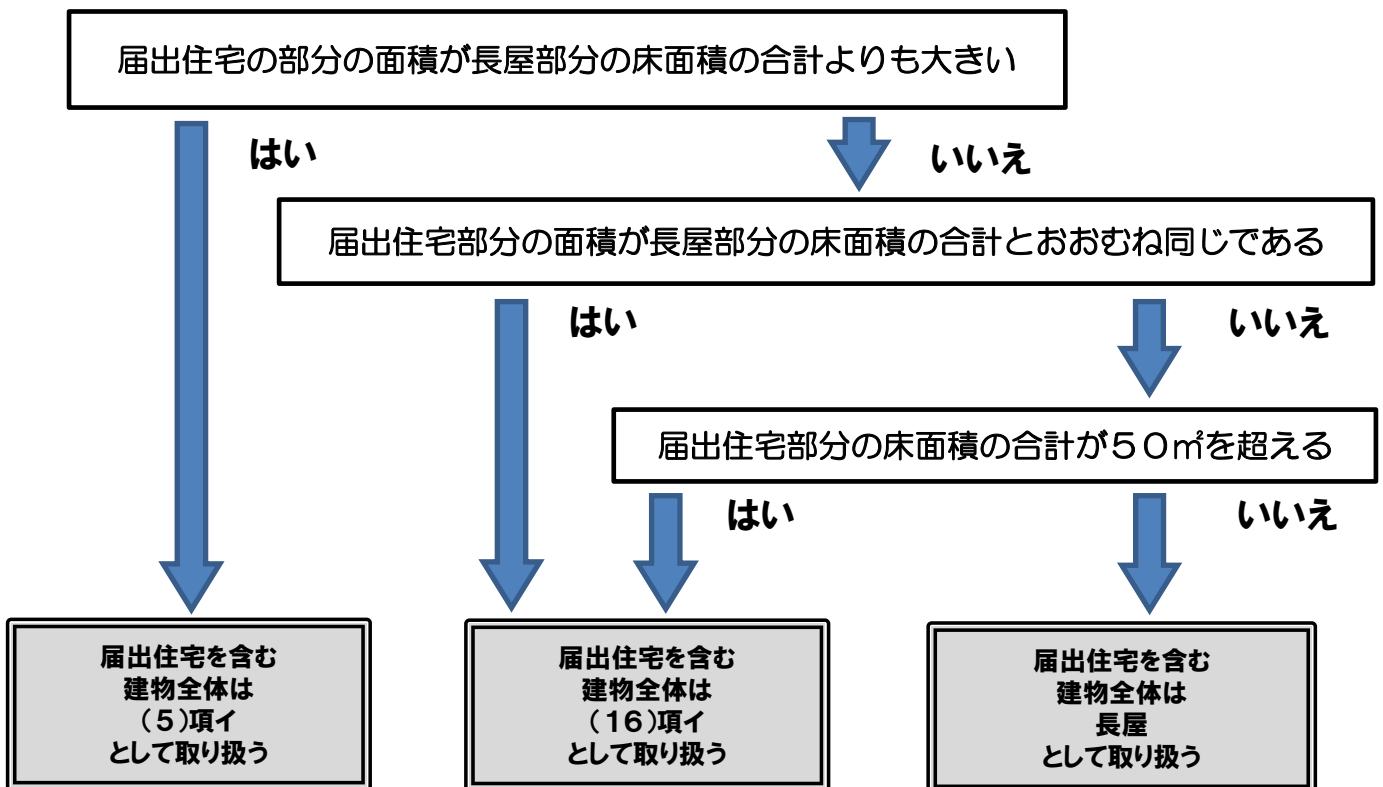 届出住宅の部分の面積が長屋部分の床面積の合計よりも大きい
はい
いいえ
届出住宅部分の面積が長屋部分の床面積の合計とおおむね同じである
はい
いいえ
届出住宅部分の床面積の合計が５０㎡を超える
はい
いいえ
届出住宅を含む
建物全体は
（５）項イ
として取り扱う
届出住宅を含む
建物全体は
（１６）項イ
として取り扱う
届出住宅を含む
建物全体は
長屋
として取り扱う